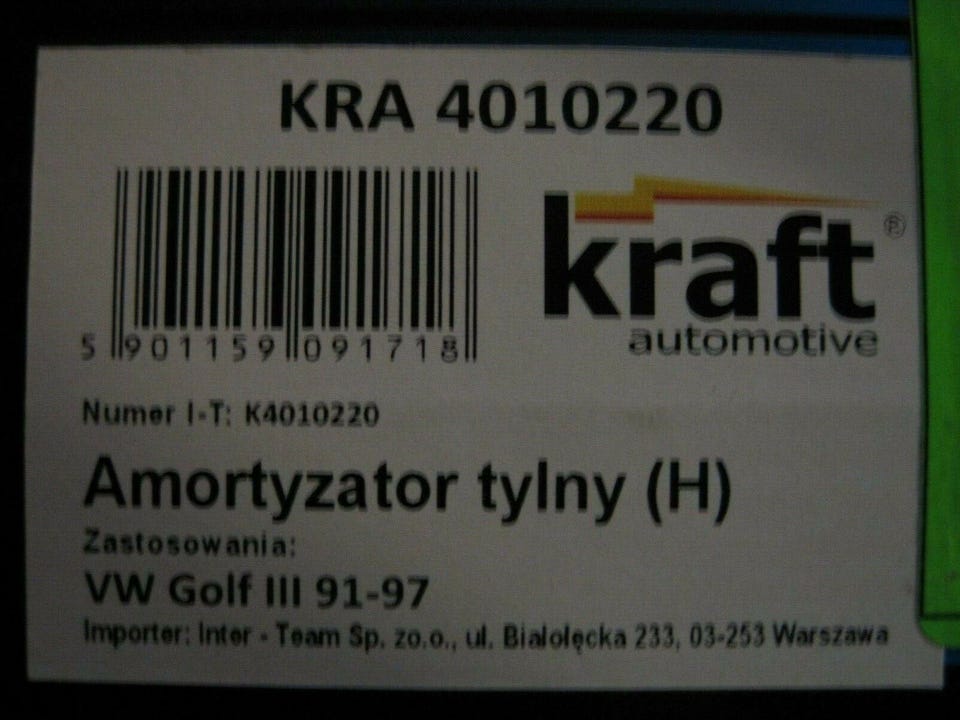 KRA 4010220
kraft®
automotive
5 901159 091718
Numer I-T: K4010220
Amortyzator tylny (H)
Zastosowania:
VW Golf III 91-97
Importer: Inter - Team Sp. zo.o., ul. Białołęcka 233, 03-253 Warszawa